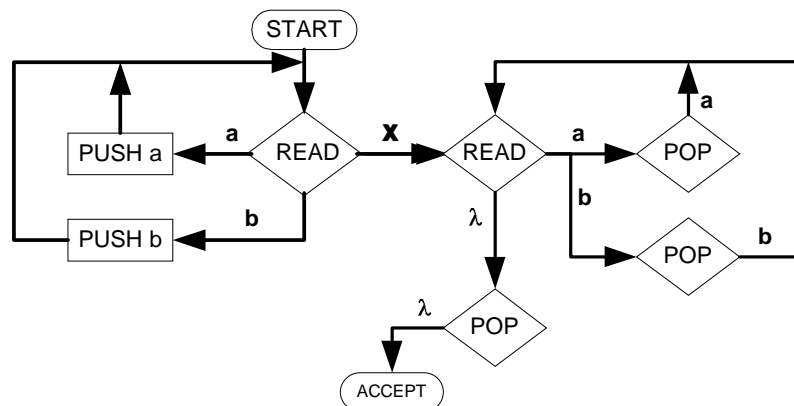 START
PUSH a
a
READ
X
READ
a
POP
a
b
PUSH b
b
λ
POP
b
λ
POP
ACCEPT